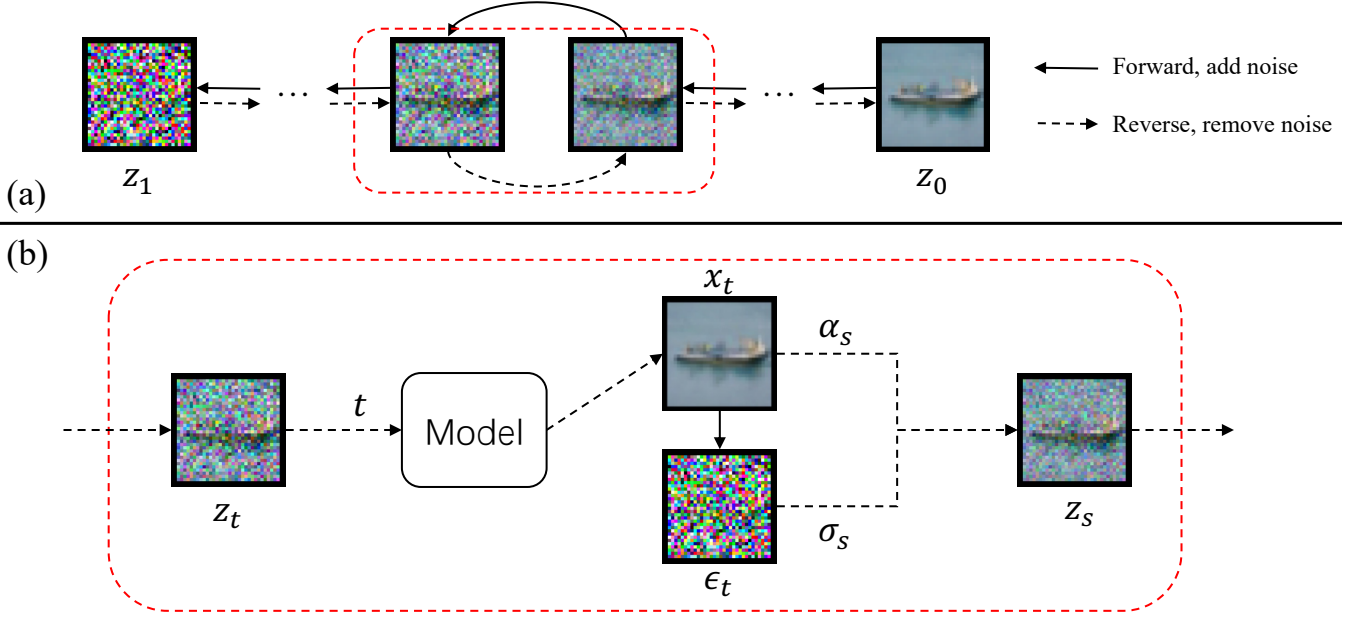 ... ...
Forward, add noise
Reverse, remove noise
z₁ z₀
(a)
(b)
xₜ
αₛ
t
Model
zₜ zₛ
σₛ
ϵₜ